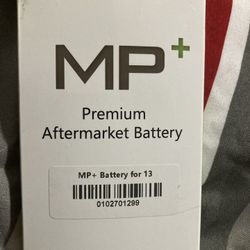 MP+
Premium
Aftermarket Battery
MP+ Battery for 13
0102701299